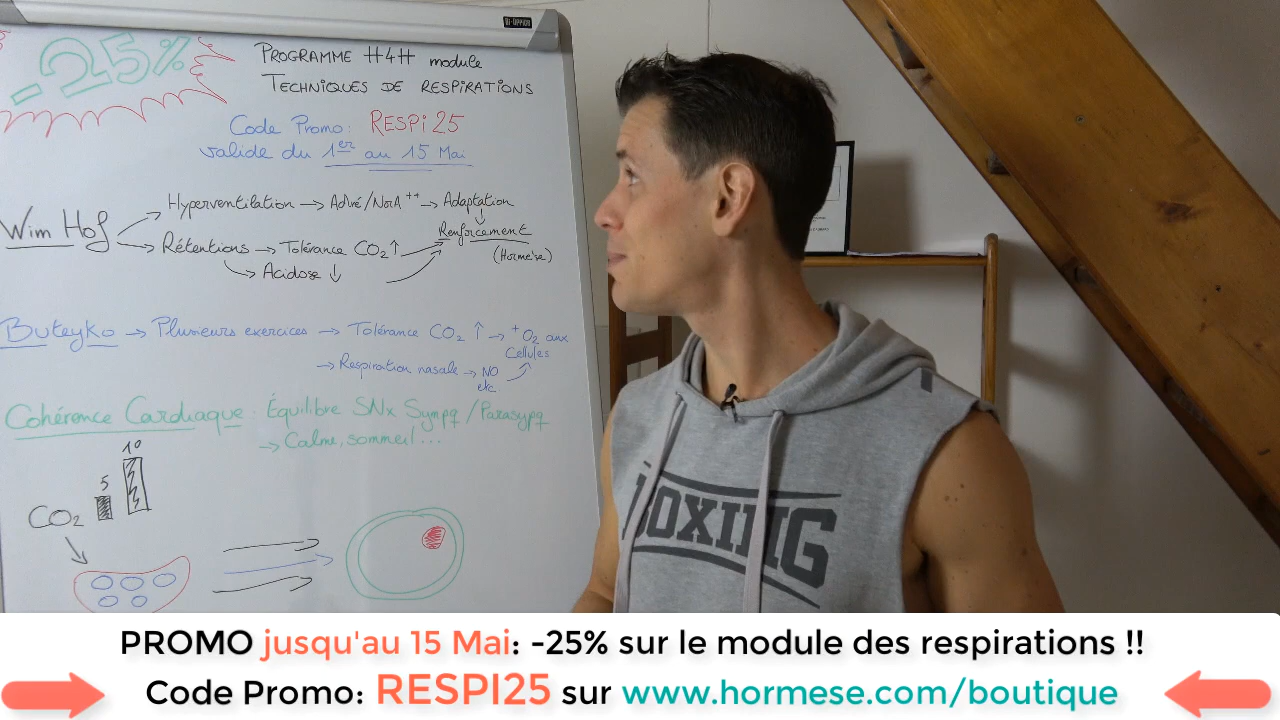 -25%
PROGRAMME H4H module
TECHNIQUES DE RESPIRATIONS
Code Promo: RESPI25
valide du 1er au 15 Mai
Wim Hof
Hyperventilation → Adré/NorA ++ → Adaptation
↓
Renforcement
(Hormèse)
Rétentions → Tolérance CO2 ↑
→ Acidose ↓
Buteyko → Plusieurs exercices → Tolérance CO2 ↑ → +O2 aux
Cellules
→ Respiration nasale → NO
etc.
Cohérence Cardiaque : Équilibre SNx Sympq / Parasypq
→ Calme, sommeil ...
10
5
CO2
BOXING
PROMO jusqu'au 15 Mai: -25% sur le module des respirations !!
Code Promo: RESPI25 sur www.hormese.com/boutique